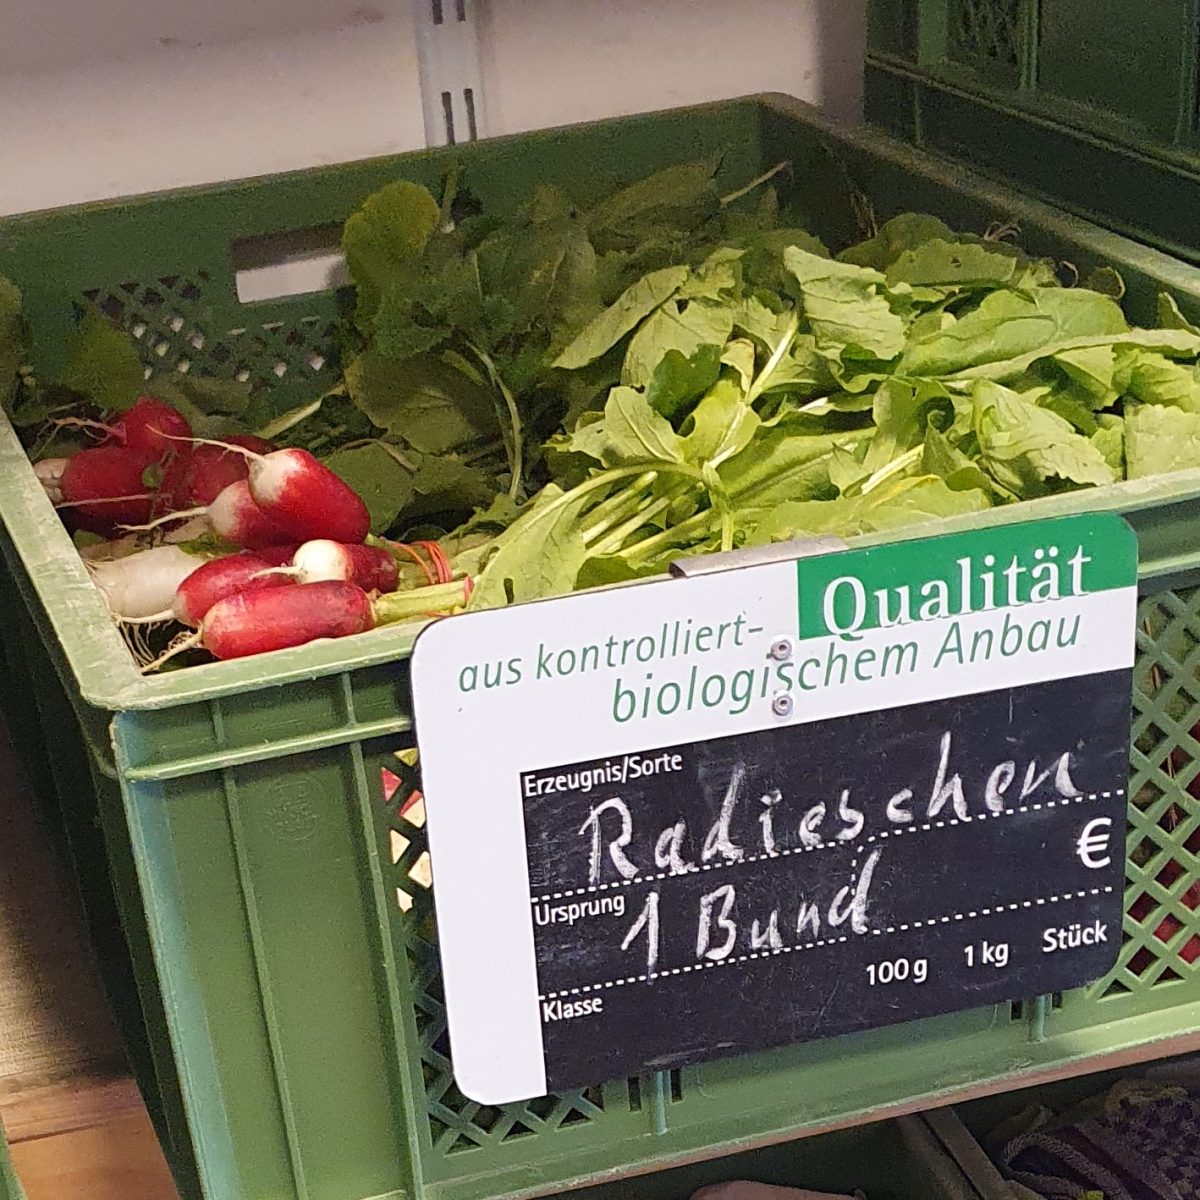 Qualität
aus kontrolliert-
biologischem Anbau
Erzeugnis/Sorte
Radieschen
€
Ursprung
1 Bund
100 g 1 kg Stück
Klasse